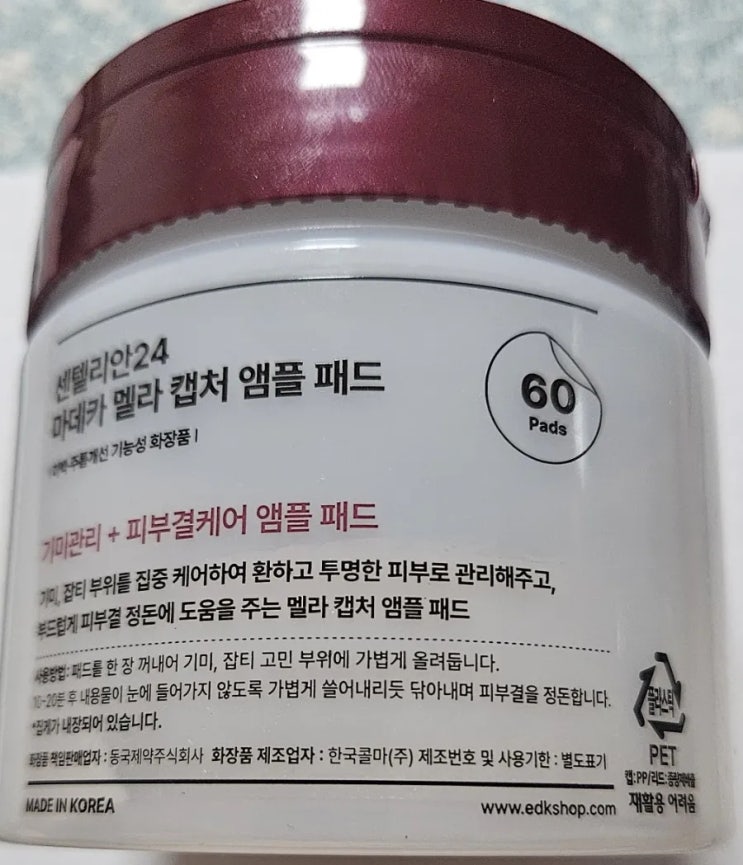 센텔리안24
마데카 멜라 캡처 앰플 패드
미백·주름개선 기능성 화장품 |
60
Pads
기미관리 + 피부결케어 앰플 패드
기미, 잡티 부위를 집중 케어하여 환하고 투명한 피부로 관리해주고,
부드럽게 피부결 정돈에 도움을 주는 멜라 캡처 앰플 패드
사용방법: 패드를 한 장 꺼내어 기미, 잡티 고민 부위에 가볍게 올려둡니다.
10~20분 후 내용물이 눈에 들어가지 않도록 가볍게 쓸어내리듯 닦아내며 피부결을 정돈합니다.
*집게가 내장되어 있습니다.
화장품책임판매업자 : 동국제약주식회사 화장품 제조업자 : 한국콜마(주) 제조번호 및 사용기한 : 별도표기
플라스틱
PET
캡:PP/리드:
재활용 어려움
MADE IN KOREA
www.edkshop.com